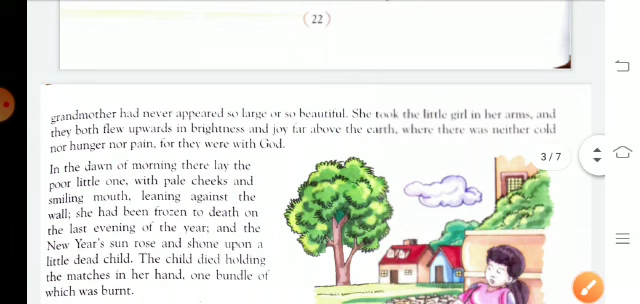 (22)
grandmother had never appeared so large or so beautiful. She took the little girl in her arms, and
they both flew upwards in brightness and joy far above the earth, where there was neither cold
nor hunger nor pain, for they were with God.
3/7
In the dawn of morning there lay the
poor little one, with pale cheeks and
smiling mouth, leaning against the
wall; she had been frozen to death on
the last evening of the year; and the
New Year's sun rose and shone upon a
little dead child. The child died holding
the matches in her hand, one bundle of
which was burnt.